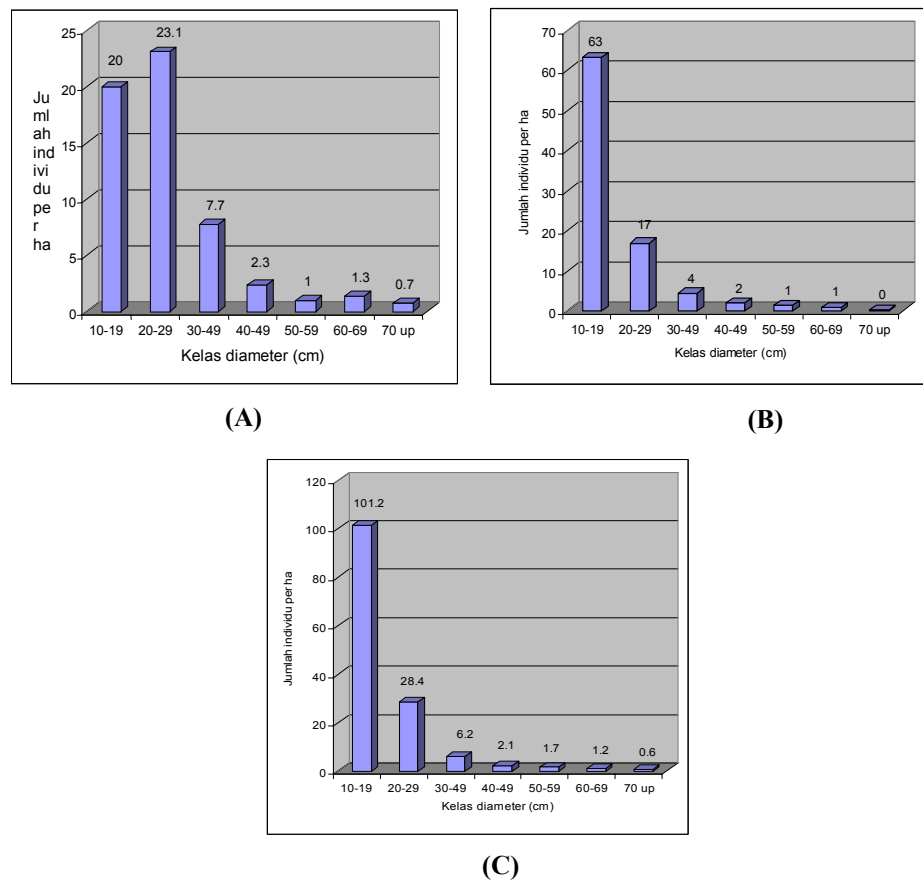 25
20
15
10
5
0
Ju
ml
ah
ind
ivi
du
pe
r
ha
20
23.1
7.7
2.3
1
1.3
0.7
10-19 20-29 30-49 40-49 50-59 60-69 70 up
Kelas diameter (cm)
(A)
70
60
50
40
30
20
10
0
Jumlah individu per ha
63
17
4
2
1
1
0
10-19 20-29 30-49 40-49 50-59 60-69 70 up
Kelas diameter (cm)
(B)
120
100
80
60
40
20
0
Jumlah individu per ha
101.2
28.4
6.2
2.1
1.7
1.2
0.6
10-19 20-29 30-49 40-49 50-59 60-69 70 up
Kelas diameter (cm)
(C)